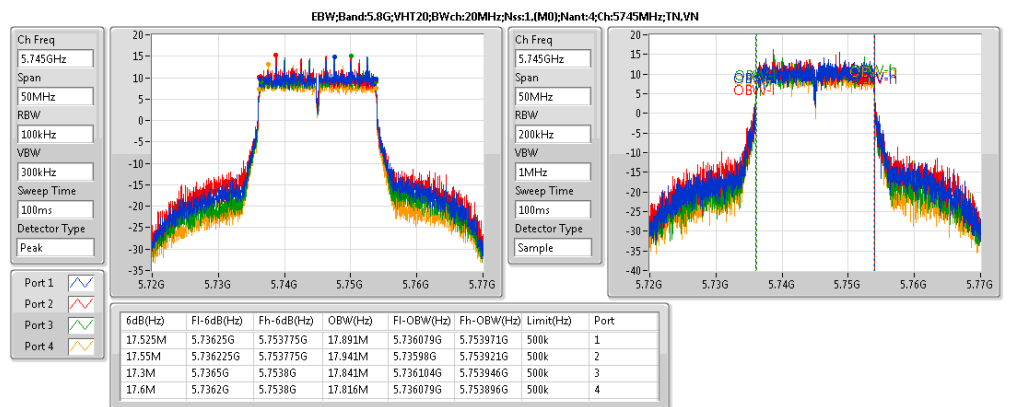 EBW;Band:5.8G;VHT20;BWch:20MHz;Nss:1,(M0);Nant:4;Ch:5745MHz;TN,VN
Ch Freq
5.745GHz
Span
50MHz
RBW
100kHz
VBW
300kHz
Sweep Time
100ms
Detector Type
Peak
20
15
10
5
0
-5
-10
-15
-20
-25
-30
-35
5.72G 5.73G 5.74G 5.75G 5.76G 5.77G
Ch Freq
5.745GHz
Span
50MHz
RBW
200kHz
VBW
1MHz
Sweep Time
100ms
Detector Type
Sample
20
15
10
5
0
-5
-10
-15
-20
-25
-30
-35
-40
5.72G 5.73G 5.74G 5.75G 5.76G 5.77G
Port 1
Port 2
Port 3
Port 4
6dB(Hz) Fl-6dB(Hz) Fh-6dB(Hz) OBW(Hz) Fl-OBW(Hz) Fh-OBW(Hz) Limit(Hz) Port
17.525M 5.73625G 5.753775G 17.891M 5.736079G 5.753971G 500k 1
17.55M 5.736225G 5.753775G 17.941M 5.73598G 5.753921G 500k 2
17.3M 5.7365G 5.7538G 17.841M 5.736104G 5.753946G 500k 3
17.6M 5.7362G 5.7538G 17.816M 5.736079G 5.753896G 500k 4